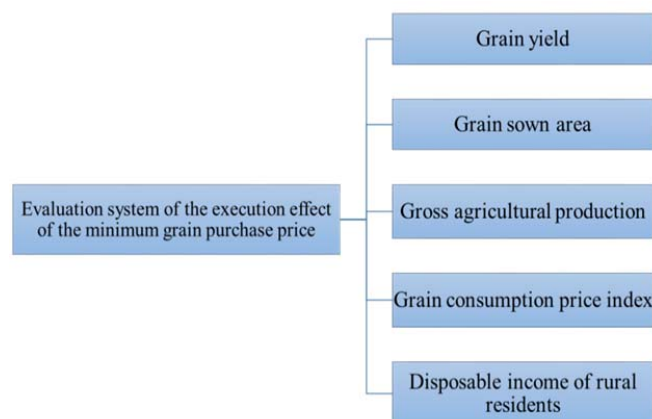 Grain yield
Grain sown area
Evaluation system of the execution effect
of the minimum grain purchase price
Gross agricultural production
Grain consumption price index
Disposable income of rural
residents